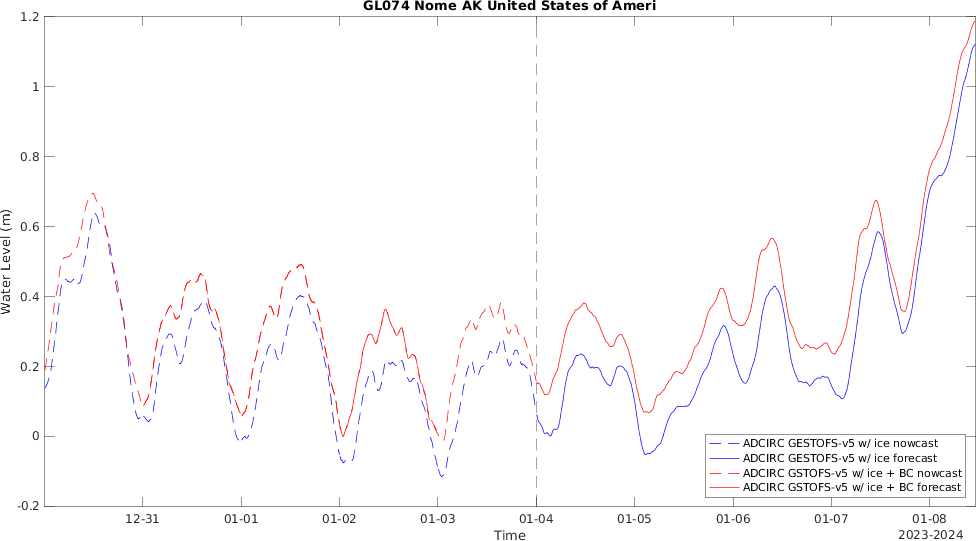 GL074 Nome AK United States of Ameri
1.2
1
0.8
0.6
0.4
0.2
0
-0.2
Water Level (m)
12-31 01-01 01-02 01-03 01-04 01-05 01-06 01-07 01-08
Time
2023-2024
ADCIRC GESTOFS-v5 w/ ice nowcast
ADCIRC GESTOFS-v5 w/ ice forecast
ADCIRC GSTOFS-v5 w/ ice + BC nowcast
ADCIRC GSTOFS-v5 w/ ice + BC forecast